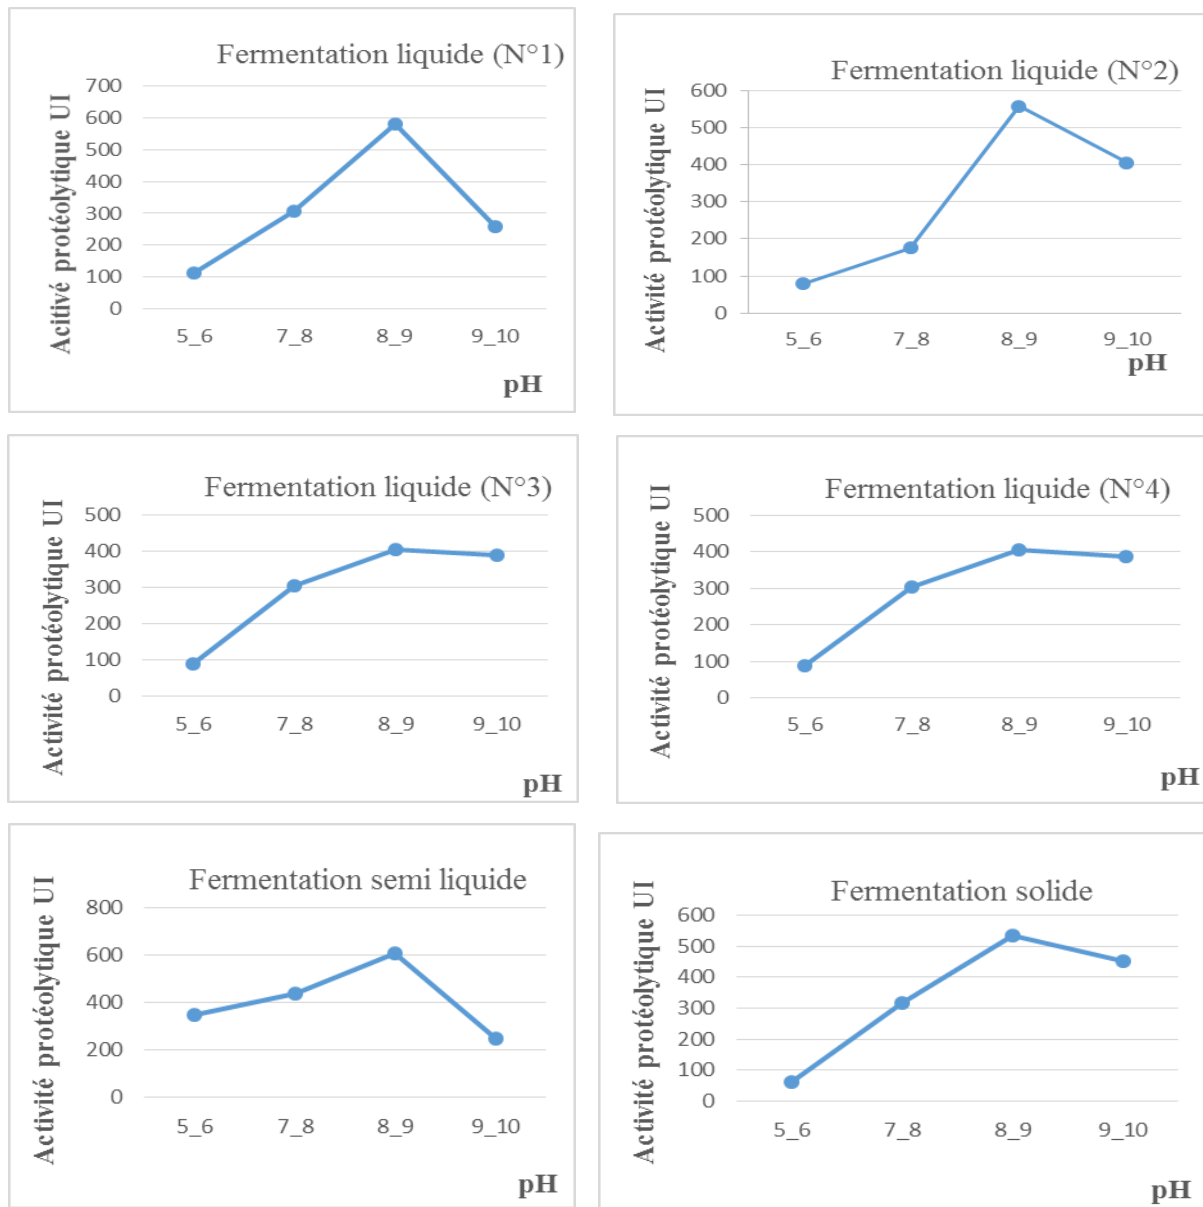 Fermentation liquide (N°1)
Acitivé protéolytique UI
700
600
500
400
300
200
100
0
5_6 7_8 8_9 9_10
pH
Fermentation liquide (N°2)
Activité protéolytique UI
600
500
400
300
200
100
0
5_6 7_8 8_9 9_10
pH
Fermentation liquide (N°3)
Activité protéolytique UI
500
400
300
200
100
0
5_6 7_8 8_9 9_10
pH
Fermentation liquide (N°4)
Activité protéolytique UI
500
400
300
200
100
0
5_6 7_8 8_9 9_10
pH
Fermentation semi liquide
Activité protéolytique UI
800
600
400
200
0
5_6 7_8 8_9 9_10
pH
Fermentation solide
Activité protéolytique UI
600
500
400
300
200
100
0
5_6 7_8 8_9 9_10
pH